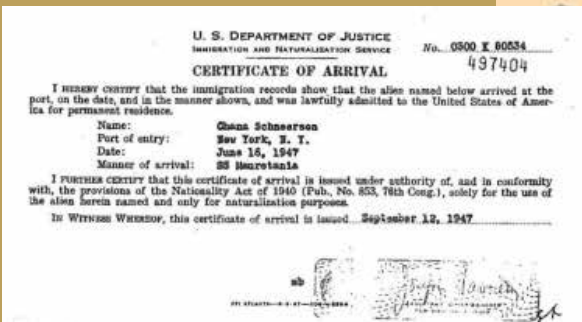 U. S. DEPARTMENT OF JUSTICE
IMMIGRATION AND NATURALIZATION SERVICE
No. 0300 K 80534
497404
CERTIFICATE OF ARRIVAL
I HEREBY CERTIFY that the immigration records show that the alien named below arrived at the
port, on the date, and in the manner shown, and was lawfully admitted to the United States of Amer-
ica for permanent residence.
Name: Chana Schneerson
Port of entry: New York, N. Y.
Date: June 16, 1947
Manner of arrival: SS Mauretania
I FURTHER CERTIFY that this certificate of arrival is issued under authority of, and in conformity
with, the provisions of the Nationality Act of 1940 (Pub., No. 853, 76th Cong.), solely for the use of
the alien herein named and only for naturalization purposes.
IN WITNESS WHEREOF, this certificate of arrival is issued September 12, 1947